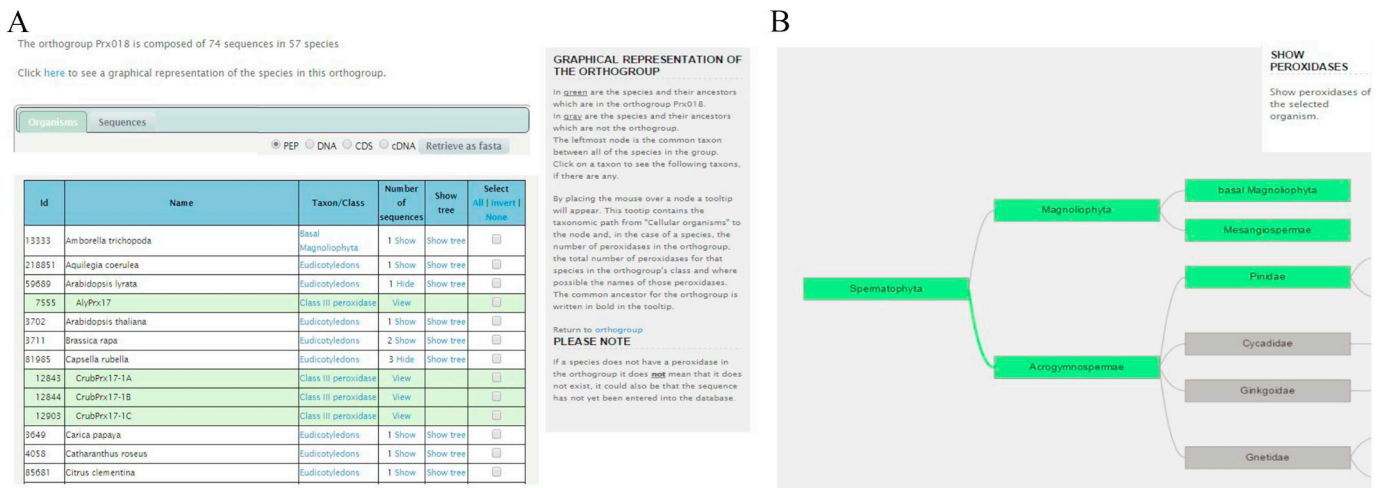 A
The orthogroup Prx018 is composed of 74 sequences in 57 species
Click here to see a graphical representation of the species in this orthogroup.
Organisms Sequences
PEP DNA CDS cDNA Retrieve as fasta
Id Name Taxon/Class Number of sequences Show tree Select All | Invert | None
13333 Amborella trichopoda Basal Magnoliophyta 1 Show Show tree
218851 Aquilegia coerulea Eudicotyledons 1 Show Show tree
59689 Arabidopsis lyrata Eudicotyledons 1 Hide Show tree
7555 AlyPrx17 Class III peroxidase View
3702 Arabidopsis thaliana Eudicotyledons 1 Show Show tree
3711 Brassica rapa Eudicotyledons 2 Show Show tree
81985 Capsella rubella Eudicotyledons 3 Hide Show tree
12843 CrubPrx17-1A Class III peroxidase View
12844 CrubPrx17-1B Class III peroxidase View
12903 CrubPrx17-1C Class III peroxidase View
3649 Carica papaya Eudicotyledons 1 Show Show tree
4058 Catharanthus roseus Eudicotyledons 1 Show Show tree
85681 Citrus clementina Eudicotyledons 1 Show Show tree
GRAPHICAL REPRESENTATION OF
THE ORTHOGROUP
In green are the species and their ancestors
which are in the orthogroup Prx018.
In gray are the species and their ancestors
which are not the orthogroup.
The leftmost node is the common taxon
between all of the species in the group.
Click on a taxon to see the following taxons,
if there are any.
By placing the mouse over a node a tooltip
will appear. This tootip contains the
taxonomic path from "Cellular organisms" to
the node and, in the case of a species, the
number of peroxidases in the orthogroup,
the total number of peroxidases for that
species in the orthogroup's class and where
possible the names of those peroxidases.
The common ancestor for the orthogroup is
written in bold in the tooltip.
Return to orthogroup
PLEASE NOTE
If a species does not have a peroxidase in
the orthogroup it does not mean that it does
not exist, it could also be that the sequence
has not yet been entered into the database.
B
SHOW
PEROXIDASES
Show peroxidases of
the selected
organism.
basal Magnoliophyta
Magnoliophyta
Mesangiospermae
Pinidae
Spermatophyta
Cycadidae
Acrogymnospermae
Ginkgoidae
Gnetidae